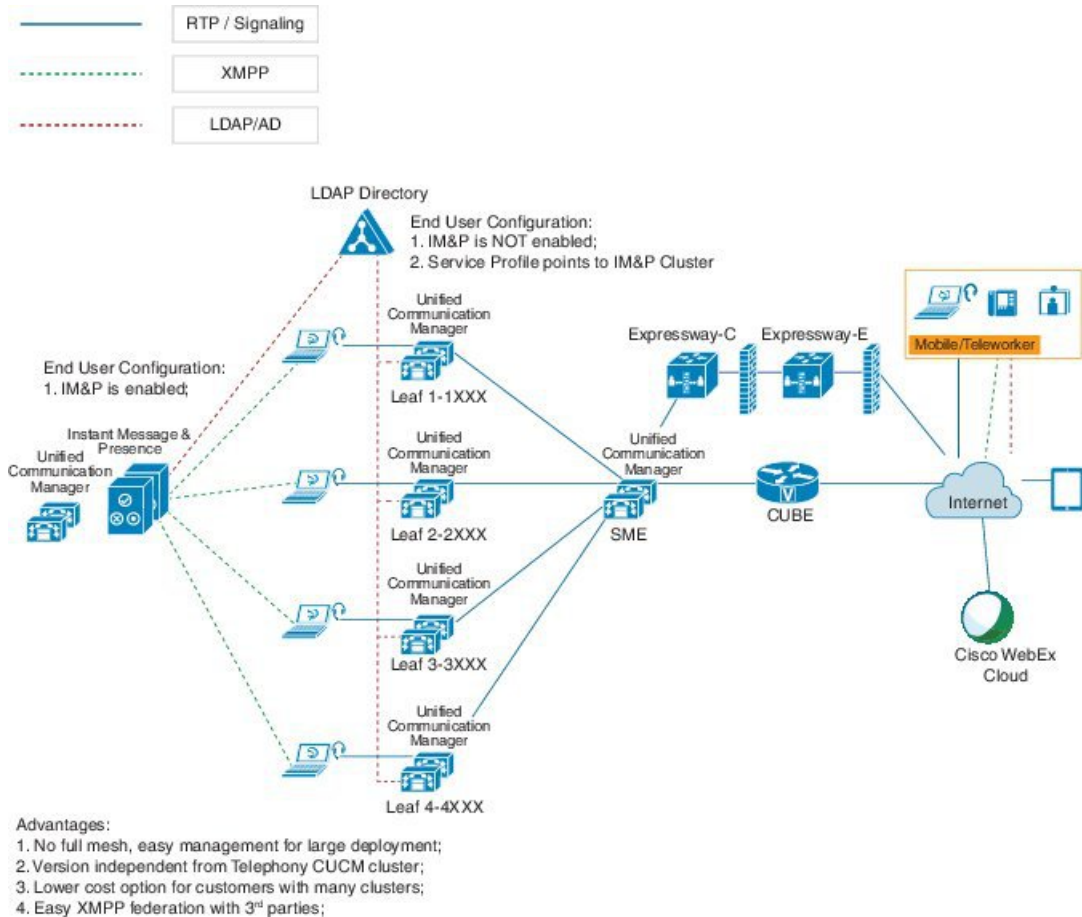 RTP / Signaling
XMPP
LDAP/AD
LDAP Directory
End User Configuration:
1. IM&P is NOT enabled;
2. Service Profile points to IM&P Cluster
Unified
Communication
Manager
Leaf 1-1XXX
End User Configuration:
1. IM&P is enabled;
Instant Message &
Presence
Unified
Communication
Manager
Unified
Communication
Manager
Leaf 2-2XXX
Unified
Communication
Manager
Leaf 3-3XXX
Unified
Communication
Manager
Leaf 4-4XXX
Expressway-C
Expressway-E
Unified
Communication
Manager
SME
V
CUBE
Mobile/Teleworker
Internet
Cisco WebEx
Cloud
Advantages:
1. No full mesh, easy management for large deployment;
2. Version independent from Telephony CUCM cluster;
3. Lower cost option for customers with many clusters;
4. Easy XMPP federation with 3rd parties;